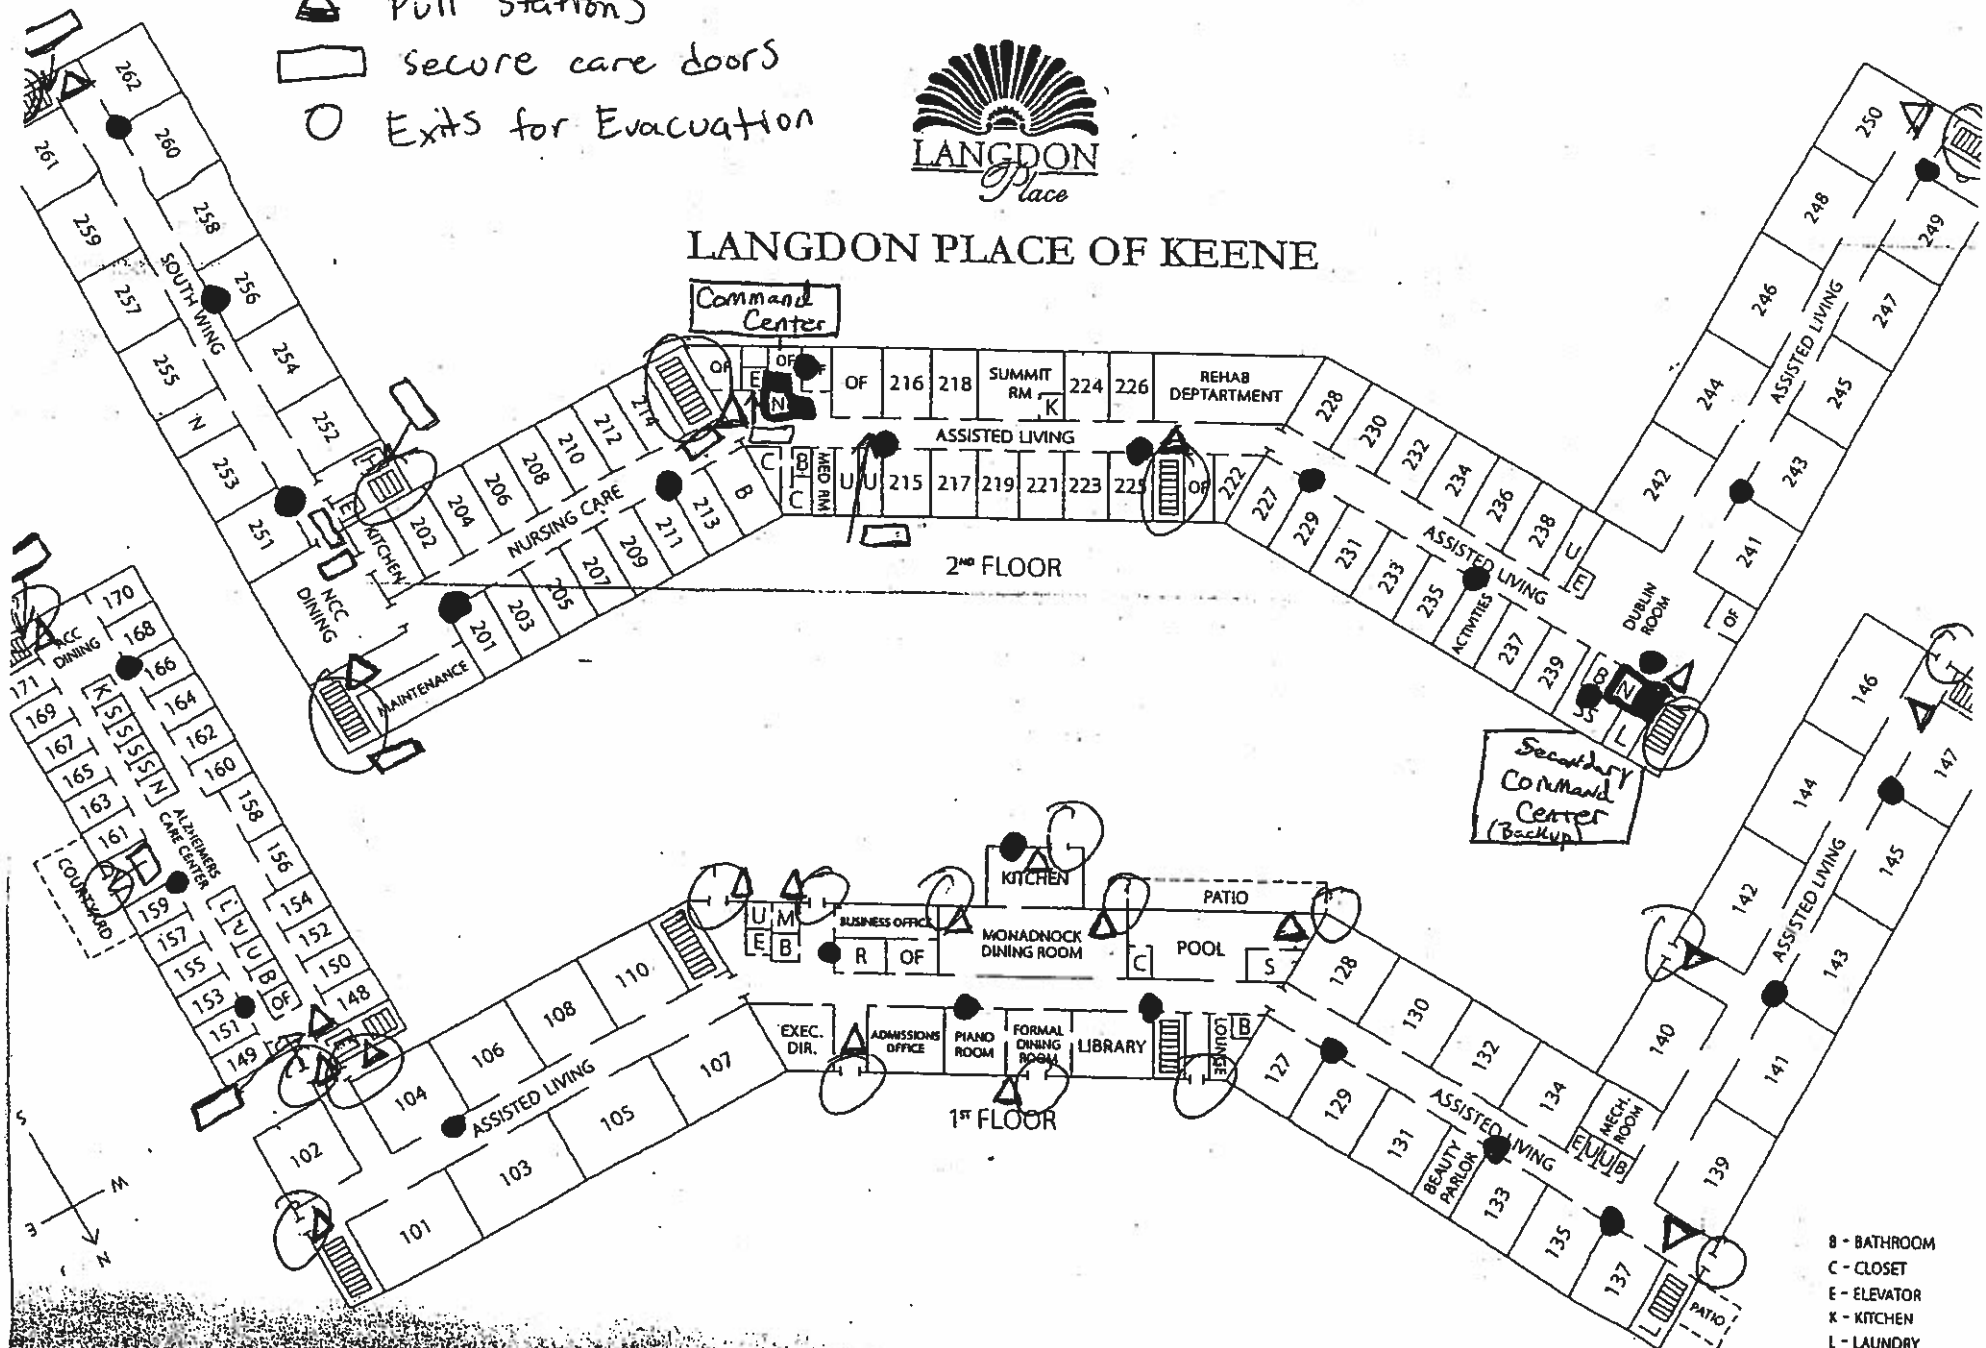 Pull Stations
Secure care doors
Exits for Evacuation
LANGDON
Place
LANGDON PLACE OF KEENE
Command
Center
262
260
258
256
254
252
261
259
257
255
N
253
251
SOUTH WING
E
KITCHEN
NCC
DINING
MAINTENANCE
202
204
206
208
210
212
214
NURSING CARE
201
203
205
207
209
211
213
B
OF
E
OF
N
OF
216
218
SUMMIT
RM
K
224
226
REHAB
DEPTARTMENT
ASSISTED LIVING
C
B
C
MED RM
U
U
215
217
219
221
223
225
OF
222
2ND FLOOR
228
230
232
234
236
238
U
E
ASSISTED LIVING
227
229
231
233
235
ACTIVITIES
237
239
B
SS
L
N
DUBLIN
ROOM
OF
250
248
246
244
242
ASSISTED LIVING
249
247
245
243
241
Secondary
Command
Center
(Backup)
170
168
166
164
162
160
158
156
154
152
150
148
ACC
DINING
171
169
167
165
163
161
159
157
155
153
151
149
K
S
S
S
S
S
N
ALZHEIMERS
CARE CENTER
L
U
U
B
OF
E
COURTYARD
102
104
106
108
110
ASSISTED LIVING
101
103
105
107
U
M
E
B
BUSINESS OFFICE
R
OF
KITCHEN
MONADNOCK
DINING ROOM
PATIO
POOL
C
S
EXEC.
DIR.
ADMISSIONS
OFFICE
PIANO
ROOM
FORMAL
DINING
ROOM
LIBRARY
LOUNGE
B
1ST FLOOR
128
130
132
134
MECH.
ROOM
E
U
U
B
ASSISTED LIVING
127
129
131
BEAUTY
PARLOR
133
135
137
L
PATIO
146
144
142
140
ASSISTED LIVING
147
145
143
141
139
S
W
E
N
B - BATHROOM
C - CLOSET
E - ELEVATOR
K - KITCHEN
L - LAUNDRY